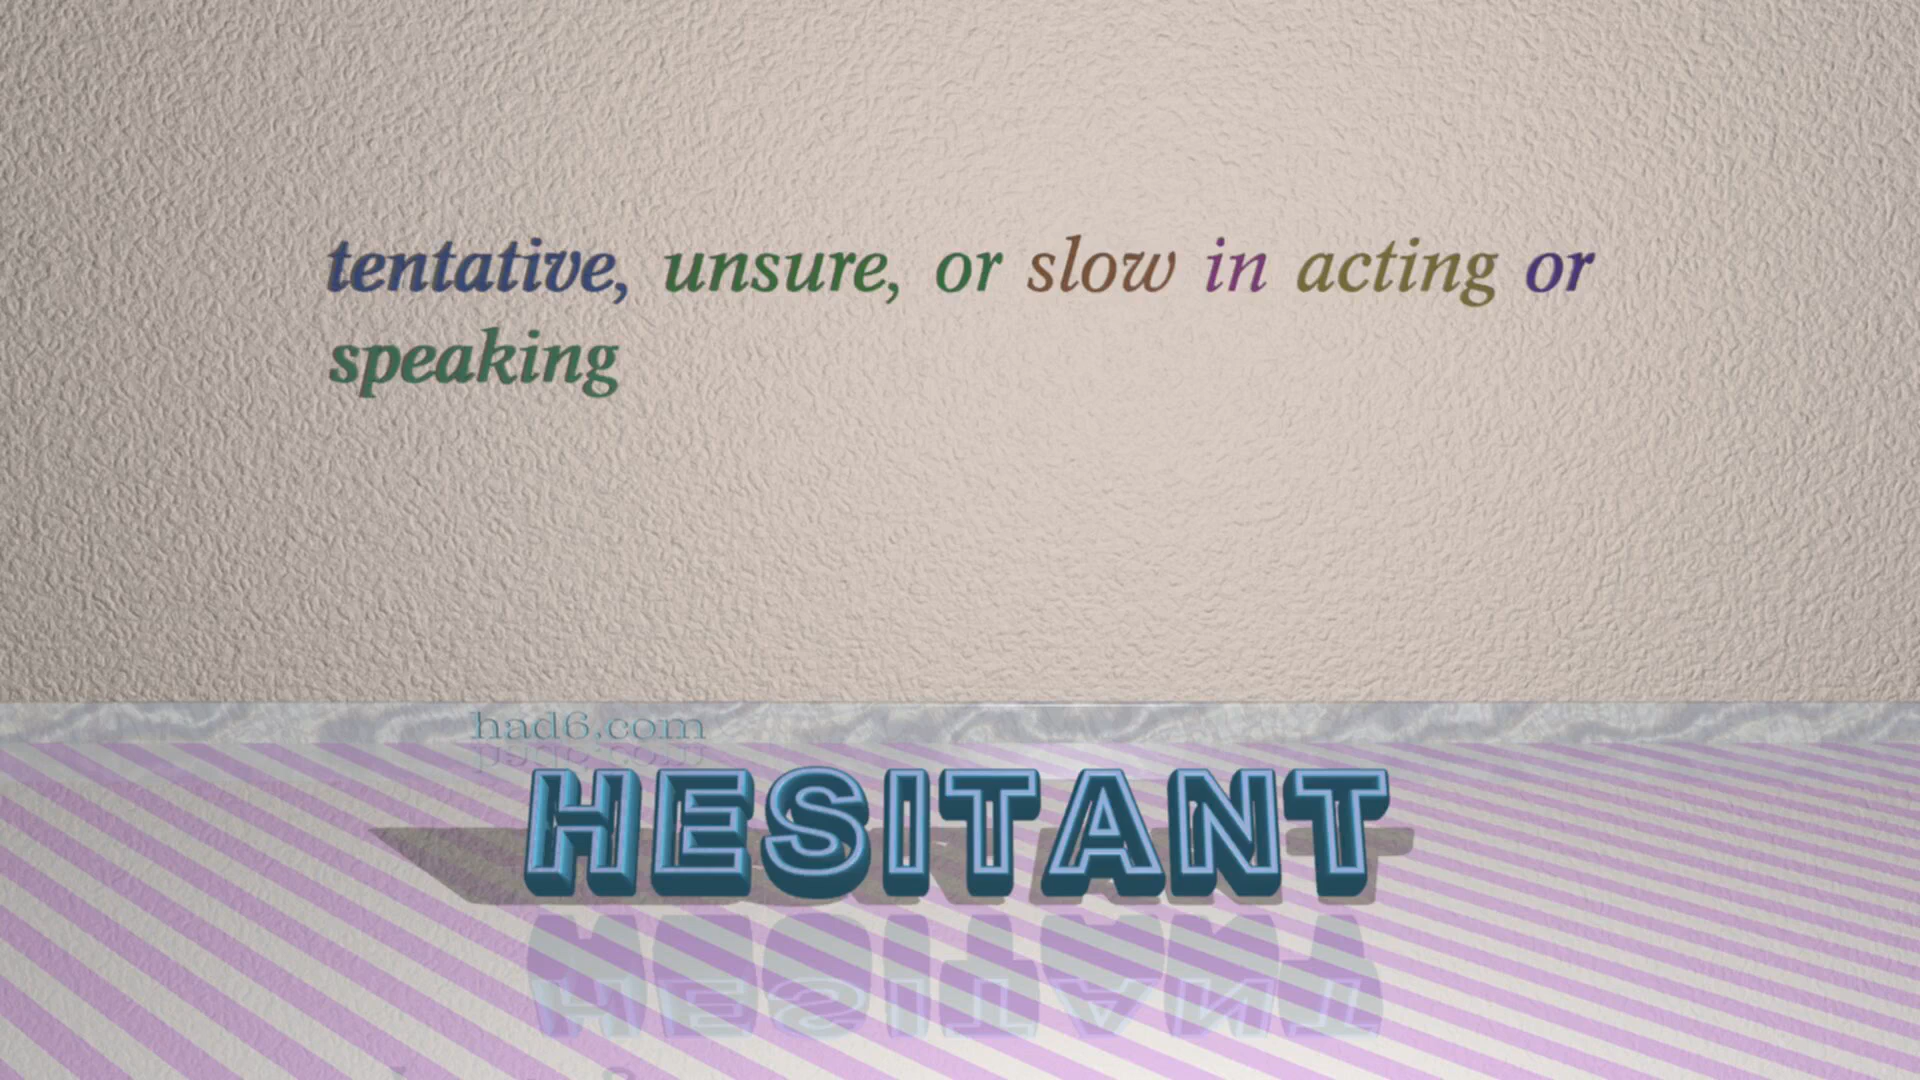 tentative, unsure, or slow in acting or
speaking
had6.com
HESITANT